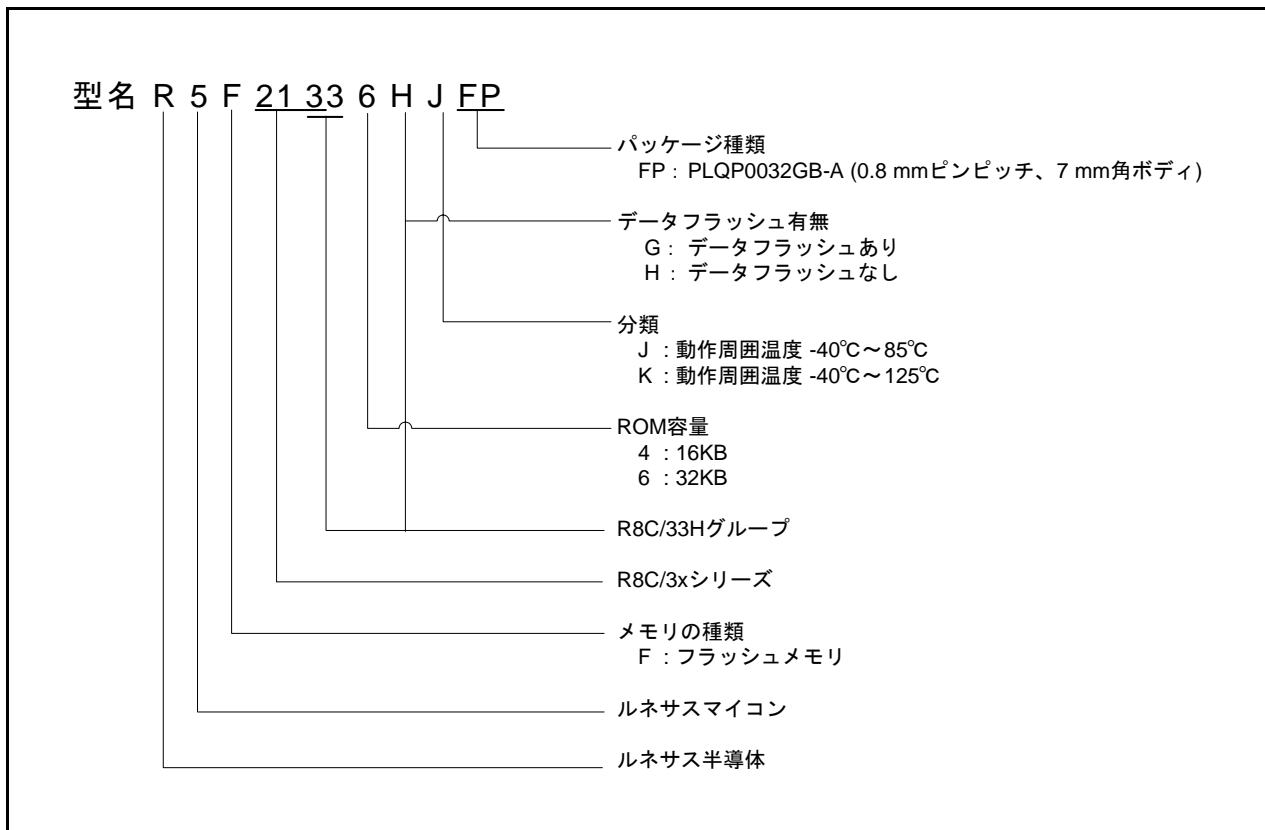 型名 R 5 F 21 33 6 H J FP
パッケージ種類
FP : PLQP0032GB-A (0.8 mmピンピッチ、7 mm角ボディ)
データフラッシュ有無
G : データフラッシュあり
H : データフラッシュなし
分類
J : 動作周囲温度 -40℃～85℃
K : 動作周囲温度 -40℃～125℃
ROM容量
4 : 16KB
6 : 32KB
R8C/33Hグループ
R8C/3xシリーズ
メモリの種類
F : フラッシュメモリ
ルネサスマイコン
ルネサス半導体